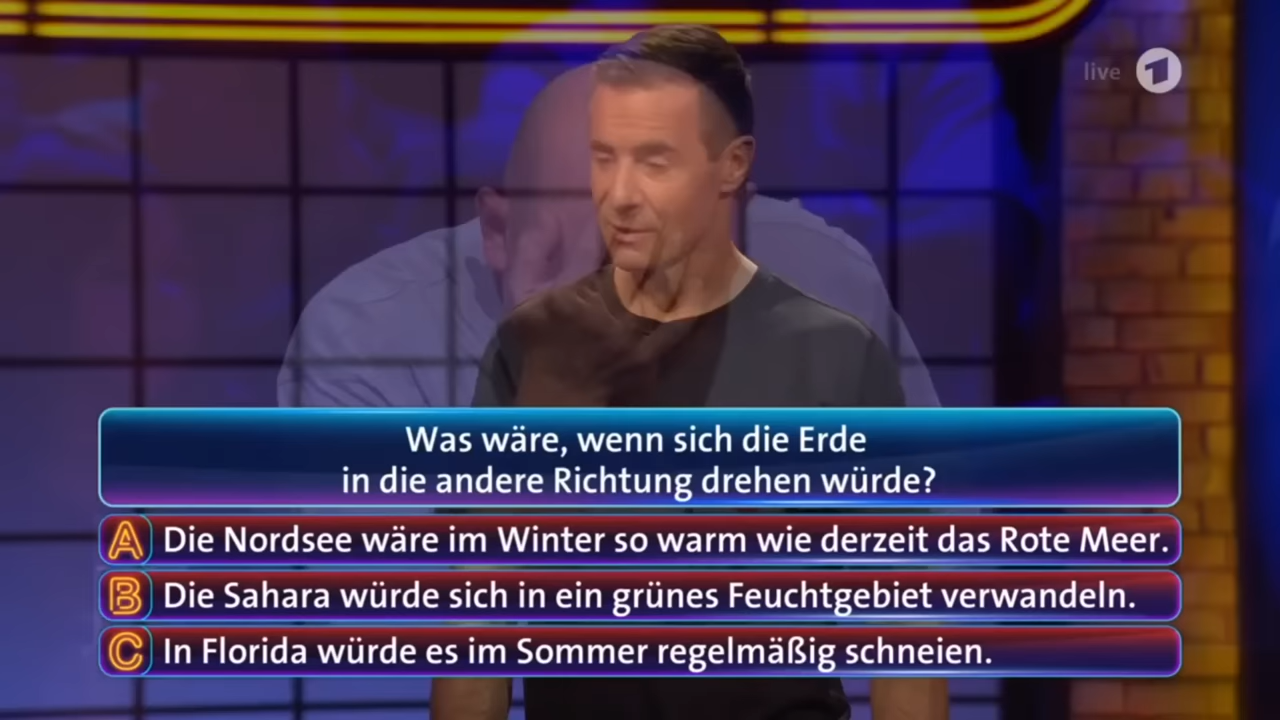 live 1
Was wäre, wenn sich die Erde
in die andere Richtung drehen würde?
A Die Nordsee wäre im Winter so warm wie derzeit das Rote Meer.
B Die Sahara würde sich in ein grünes Feuchtgebiet verwandeln.
C In Florida würde es im Sommer regelmäßig schneien.